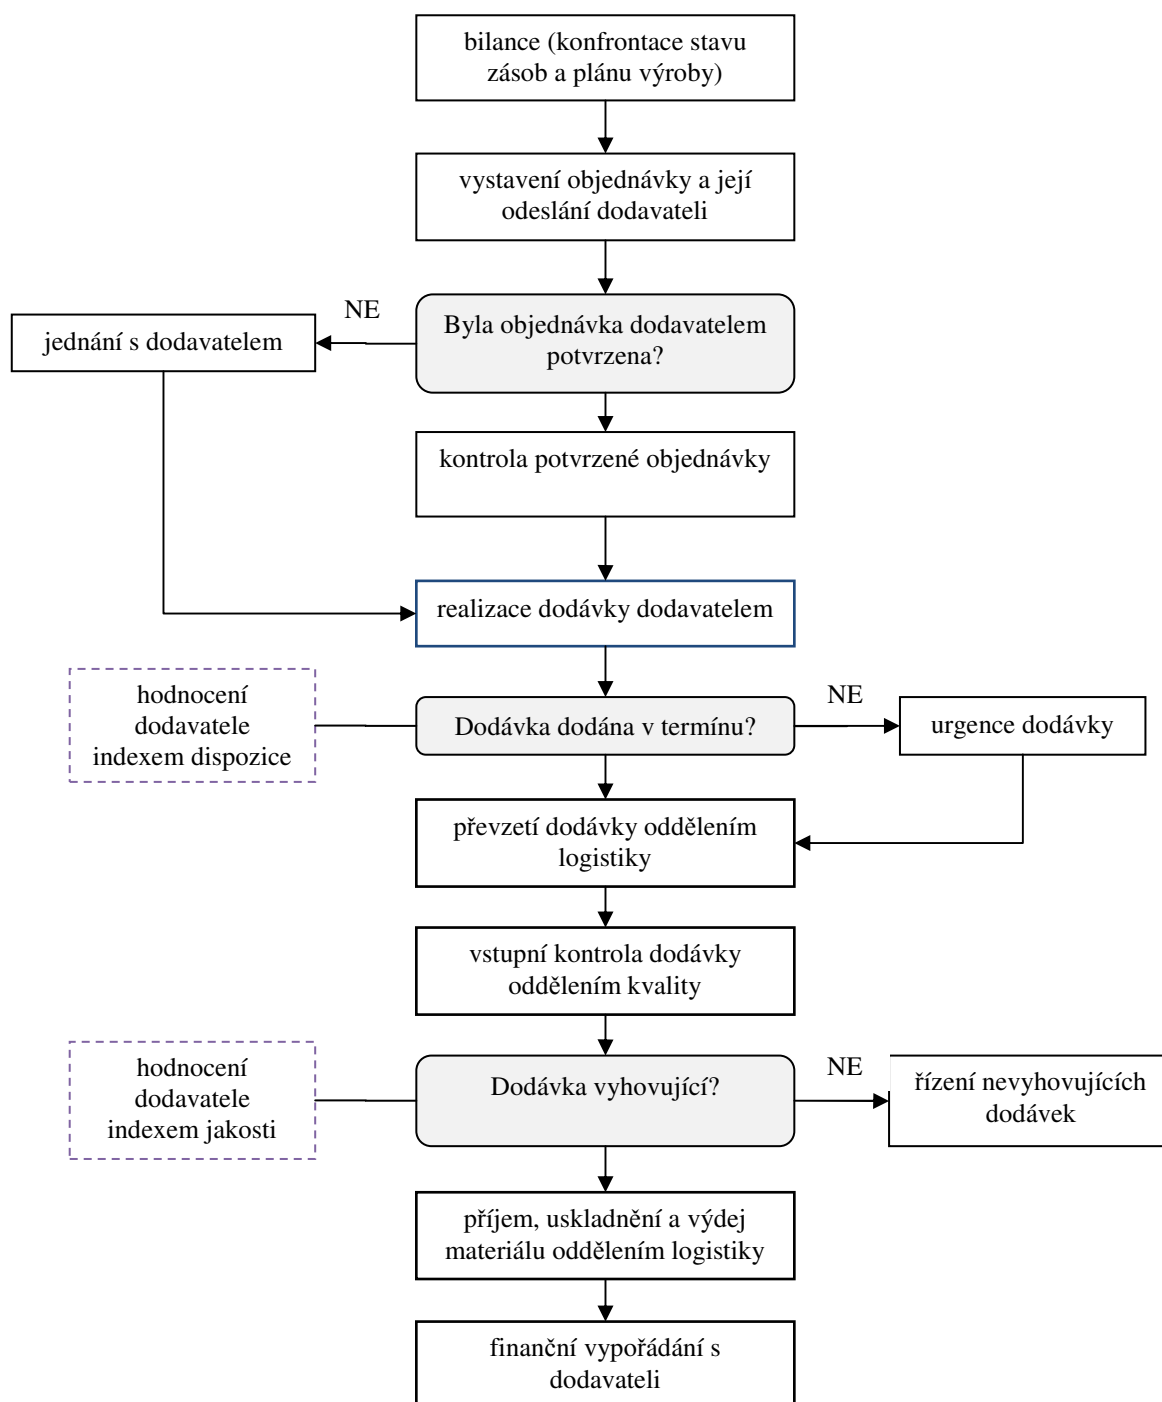 bilance (konfrontace stavu
zásob a plánu výroby)
vystavení objednávky a její
odeslání dodavateli
NE
Byla objednávka dodavatelem
potvrzena?
jednání s dodavatelem
kontrola potvrzené objednávky
realizace dodávky dodavatelem
hodnocení
dodavatele
indexem dispozice
Dodávka dodána v termínu?
NE
urgence dodávky
převzetí dodávky oddělením
logistiky
vstupní kontrola dodávky
oddělením kvality
hodnocení
dodavatele
indexem jakosti
Dodávka vyhovující?
NE
řízení nevyhovujících
dodávek
příjem, uskladnění a výdej
materiálu oddělením logistiky
finanční vypořádání s
dodavateli